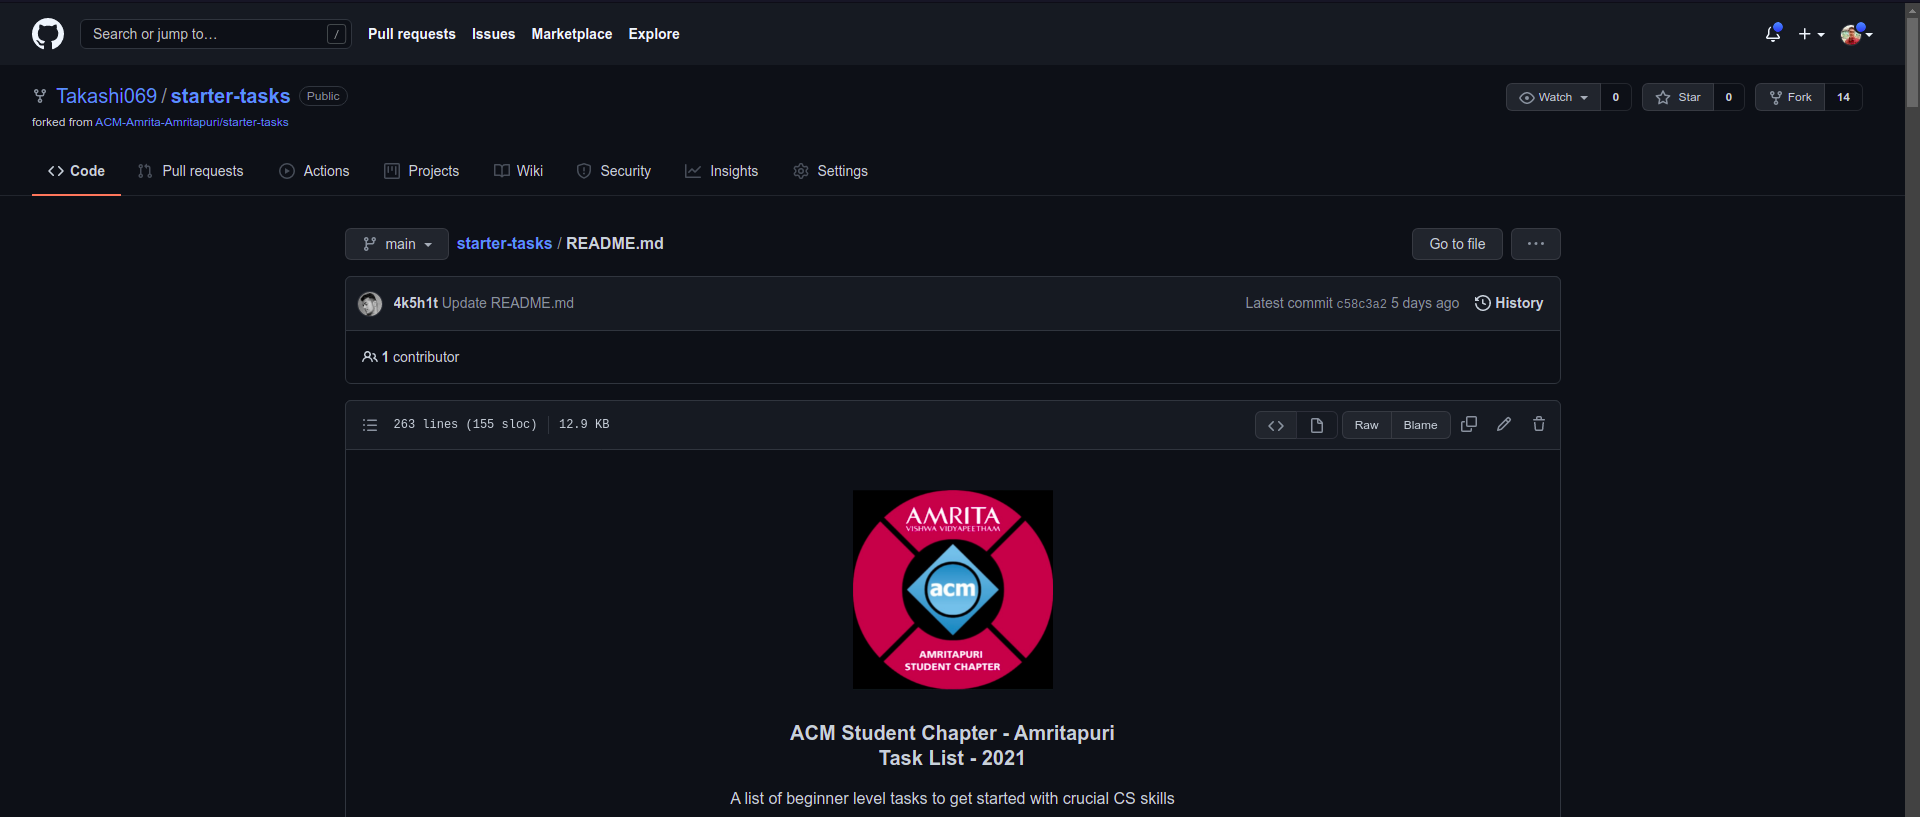 Search or jump to… /
Pull requests Issues Marketplace Explore
Takashi069 / starter-tasks Public
forked from ACM-Amrita-Amritapuri/starter-tasks
Watch 0 Star 0 Fork 14
Code Pull requests Actions Projects Wiki Security Insights Settings
main starter-tasks / README.md Go to file ...
4k5h1t Update README.md Latest commit c58c3a2 5 days ago History
1 contributor
263 lines (155 sloc) 12.9 KB Raw Blame
AMRITA
VISHWA VIDYAPEETHAM
acm
AMRITAPURI
STUDENT CHAPTER
ACM Student Chapter - Amritapuri
Task List - 2021
A list of beginner level tasks to get started with crucial CS skills